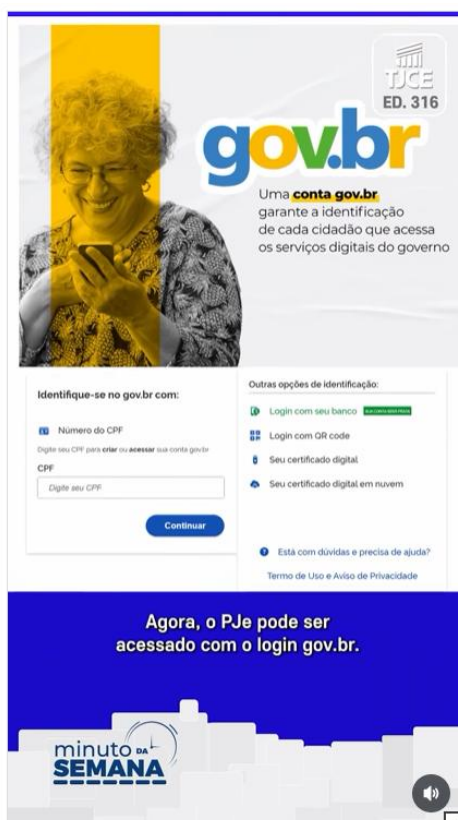 TJCE
ED. 316
gov.br
Uma conta gov.br
garante a identificação
de cada cidadão que acessa
os serviços digitais do governo
Identifique-se no gov.br com:
Número do CPF
Digite seu CPF para criar ou acessar sua conta gov.br
CPF
Digite seu CPF
Continuar
Outras opções de identificação:
Login com seu banco
SUA CONTA SERÁ PRATA
Login com QR code
Seu certificado digital
Seu certificado digital em nuvem
Está com dúvidas e precisa de ajuda?
Termo de Uso e Aviso de Privacidade
Agora, o PJe pode ser
acessado com o login gov.br.
minuto DA
SEMANA